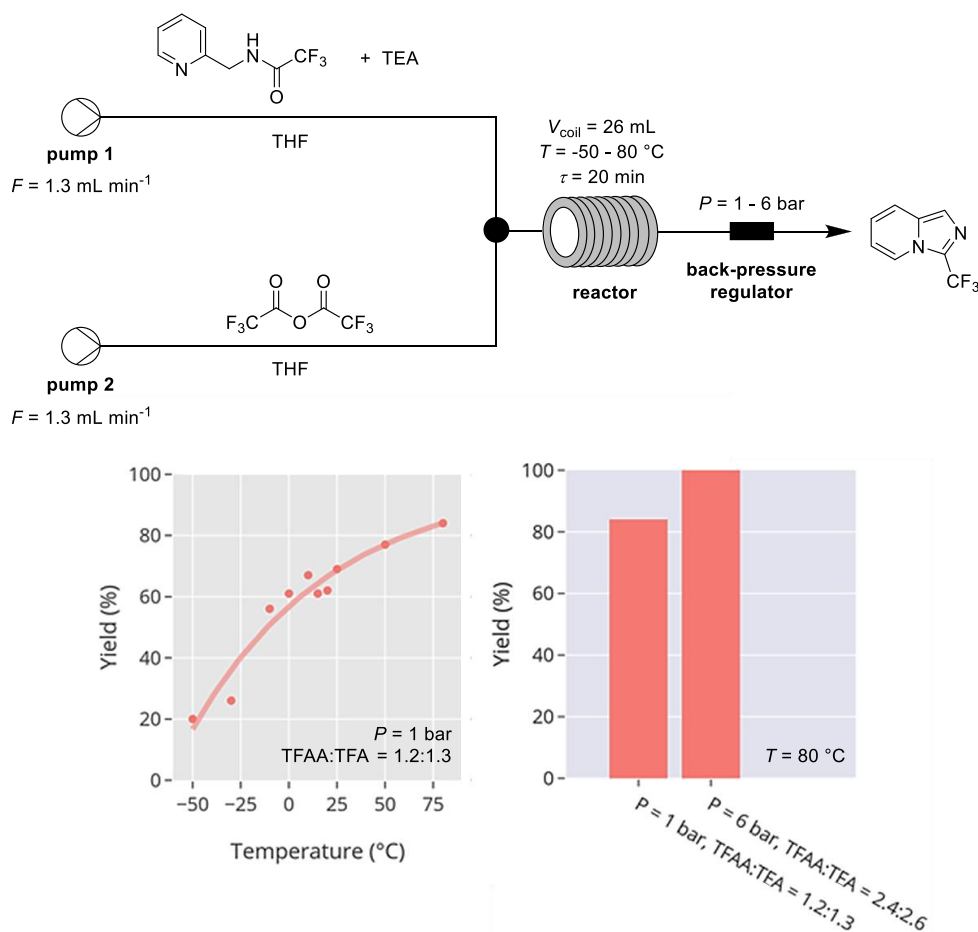 H
N
CF3
N
O
+ TEA
THF
pump 1
F = 1.3 mL min-1
Vcoil = 26 mL
T = -50 - 80 °C
τ = 20 min
reactor
P = 1 - 6 bar
back-pressure
regulator
N
N
CF3
O
O
F3C
O
CF3
THF
pump 2
F = 1.3 mL min-1
100
80
60
40
20
0
Yield (%)
P = 1 bar
TFAA:TFA = 1.2:1.3
−50 −25 0 25 50 75
Temperature (°C)
100
80
60
40
20
0
Yield (%)
T = 80 °C
P = 1 bar, TFAA:TEA = 1.2:1.3
P = 6 bar, TFAA:TEA = 2.4:2.6